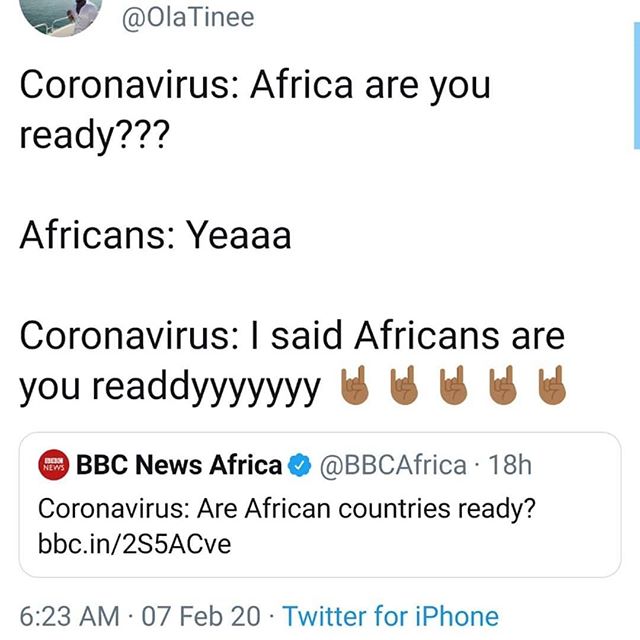 @OlaTinee
Coronavirus: Africa are you
ready???
Africans: Yeaaa
Coronavirus: I said Africans are
you readdyyyyyyy 🤘🏾 🤘🏾 🤘🏾 🤘🏾 🤘🏾
BBC NEWS BBC News Africa @BBCAfrica · 18h
Coronavirus: Are African countries ready?
bbc.in/2S5ACve
6:23 AM · 07 Feb 20 · Twitter for iPhone